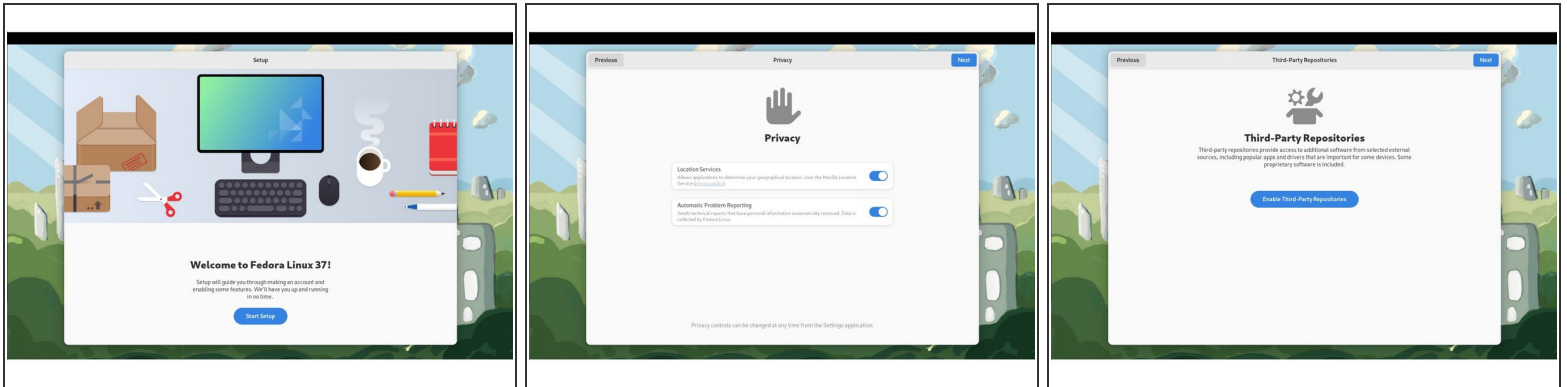 Setup
Welcome to Fedora Linux 37!
Setup will guide you through making an account and
enabling some features. We'll have you up and running
in no time.
Start Setup
Previous
Privacy
Next
Privacy
Location Services
Allows applications to determine your geographical location. Uses the Mozilla Location
Service (privacy policy).
Automatic Problem Reporting
Sends technical reports that have personal information automatically removed. Data is
collected by Fedora Linux.
Privacy controls can be changed at any time from the Settings application.
Previous
Third-Party Repositories
Next
Third-Party Repositories
Third-party repositories provide access to additional software from selected external
sources, including popular apps and drivers that are important for some devices. Some
proprietary software is included.
Enable Third-Party Repositories